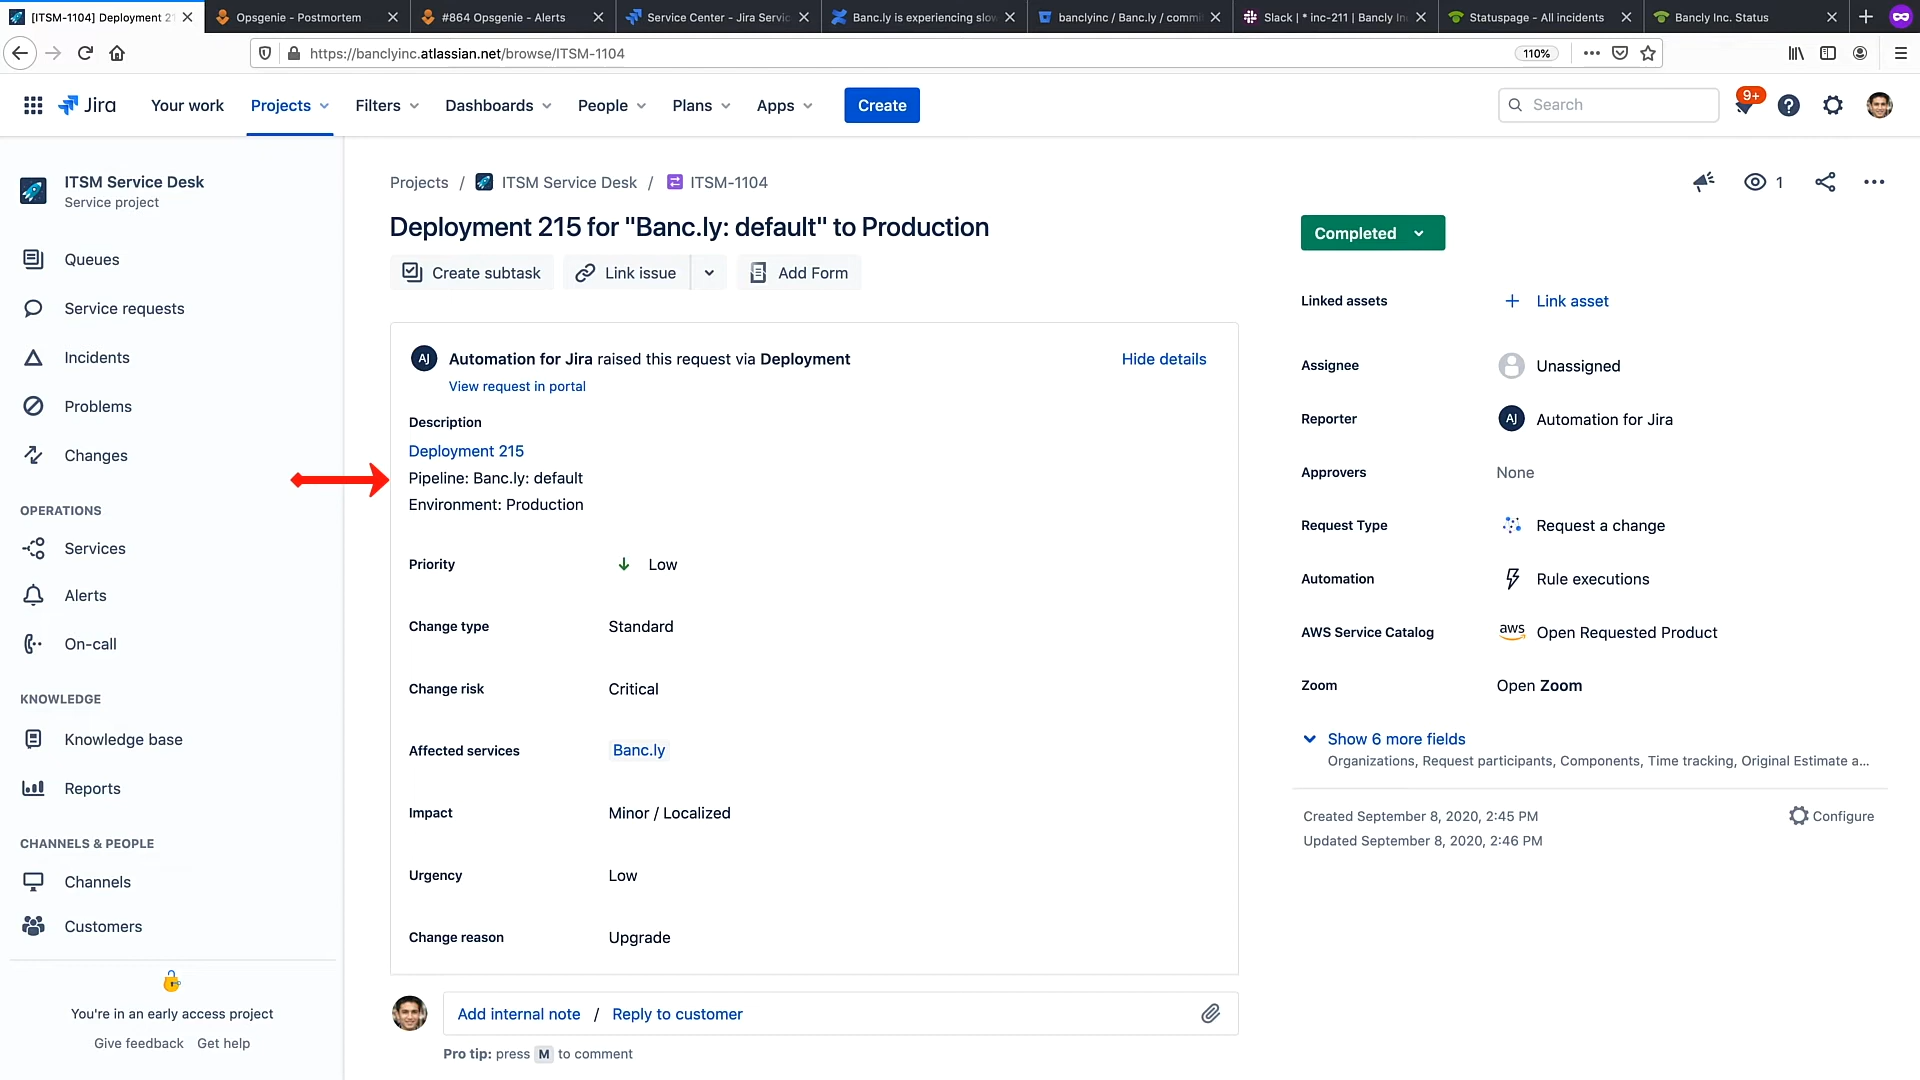 [ITSM-1104] Deployment 21
Opsgenie - Postmortem
#864 Opsgenie - Alerts
Service Center - Jira Servic
Banc.ly is experiencing slow
banclyinc / Banc.ly / commit
Slack | * inc-211 | Bancly In
Statuspage - All incidents
Bancly Inc. Status
https://banclyinc.atlassian.net/browse/ITSM-1104
110%
Jira
Your work
Projects
Filters
Dashboards
People
Plans
Apps
Create
Search
9+
ITSM Service Desk
Service project
Queues
Service requests
Incidents
Problems
Changes
OPERATIONS
Services
Alerts
On-call
KNOWLEDGE
Knowledge base
Reports
CHANNELS & PEOPLE
Channels
Customers
You're in an early access project
Give feedback Get help
Projects / ITSM Service Desk / ITSM-1104
Deployment 215 for "Banc.ly: default" to Production
Create subtask
Link issue
Add Form
AJ Automation for Jira raised this request via Deployment
Hide details
View request in portal
Description
Deployment 215
Pipeline: Banc.ly: default
Environment: Production
Priority Low
Change type Standard
Change risk Critical
Affected services Banc.ly
Impact Minor / Localized
Urgency Low
Change reason Upgrade
Add internal note / Reply to customer
Pro tip: press M to comment
1
Completed
Linked assets Link asset
Assignee Unassigned
Reporter AJ Automation for Jira
Approvers None
Request Type Request a change
Automation Rule executions
AWS Service Catalog aws Open Requested Product
Zoom Open Zoom
Show 6 more fields
Organizations, Request participants, Components, Time tracking, Original Estimate a...
Created September 8, 2020, 2:45 PM
Configure
Updated September 8, 2020, 2:46 PM